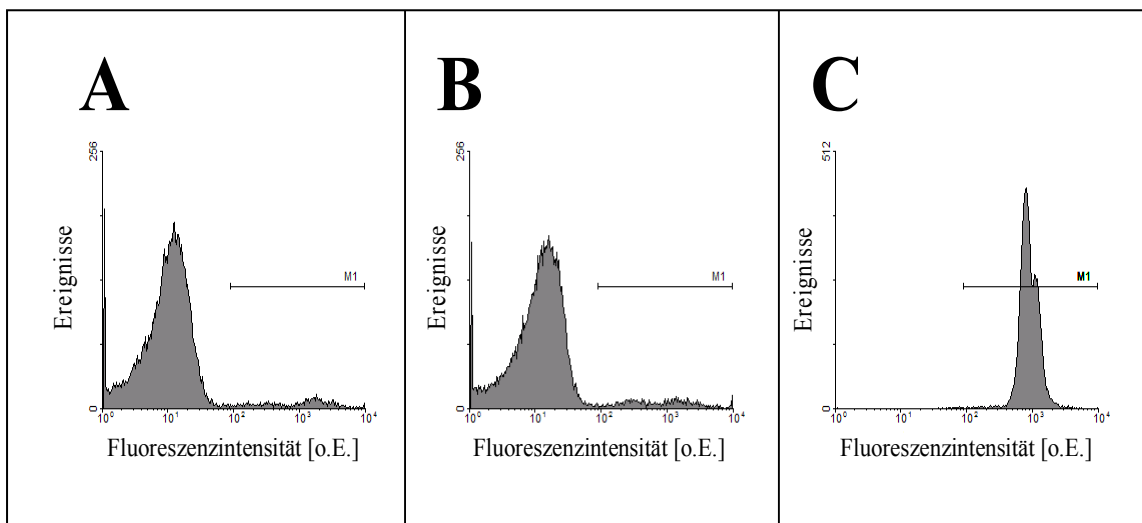 A
256
Ereignisse
M1
0
10⁰ 10¹ 10² 10³ 10⁴
Fluoreszenzintensität [o.E.]
B
256
Ereignisse
M1
0
10⁰ 10¹ 10² 10³ 10⁴
Fluoreszenzintensität [o.E.]
C
512
Ereignisse
M1
0
10⁰ 10¹ 10² 10³ 10⁴
Fluoreszenzintensität [o.E.]